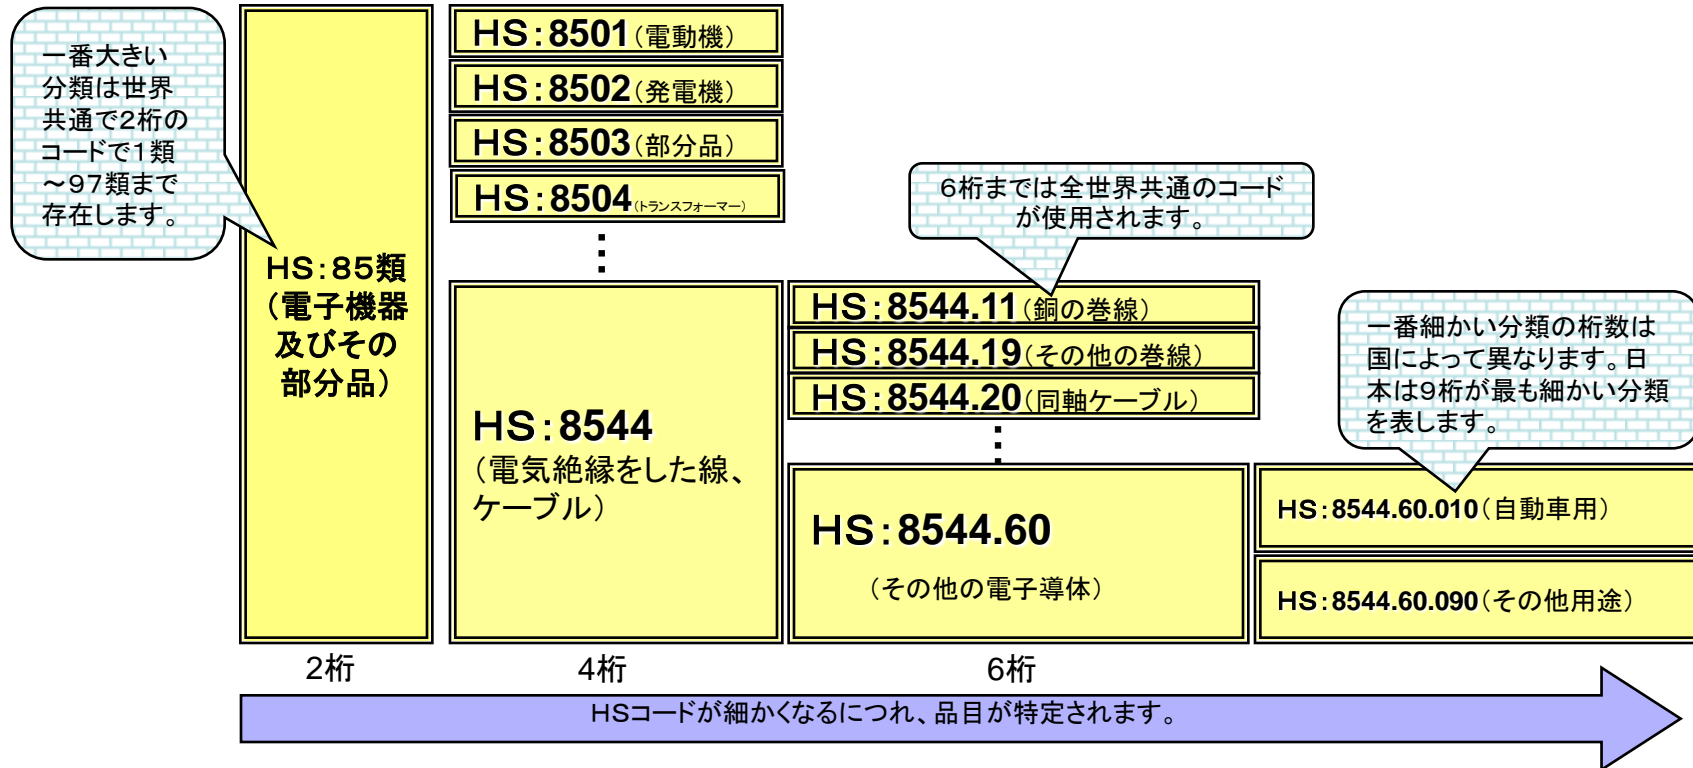 一番大きい
分類は世界
共通で2桁の
コードで1類
～97類まで
存在します。
HS:85類
（電子機器
及びその
部分品）
HS:8501（電動機）
HS:8502（発電機）
HS:8503（部分品）
HS:8504（トランスフォーマー）
HS:8544
（電気絶縁をした線、
ケーブル）
6桁までは全世界共通のコード
が使用されます。
HS:8544.11（銅の巻線）
HS:8544.19（その他の巻線）
HS:8544.20（同軸ケーブル）
HS:8544.60
（その他の電子導体）
一番細かい分類の桁数は
国によって異なります。日
本は9桁が最も細かい分類
を表します。
HS:8544.60.010（自動車用）
HS:8544.60.090（その他用途）
2桁
4桁
6桁
HSコードが細かくなるにつれ、品目が特定されます。